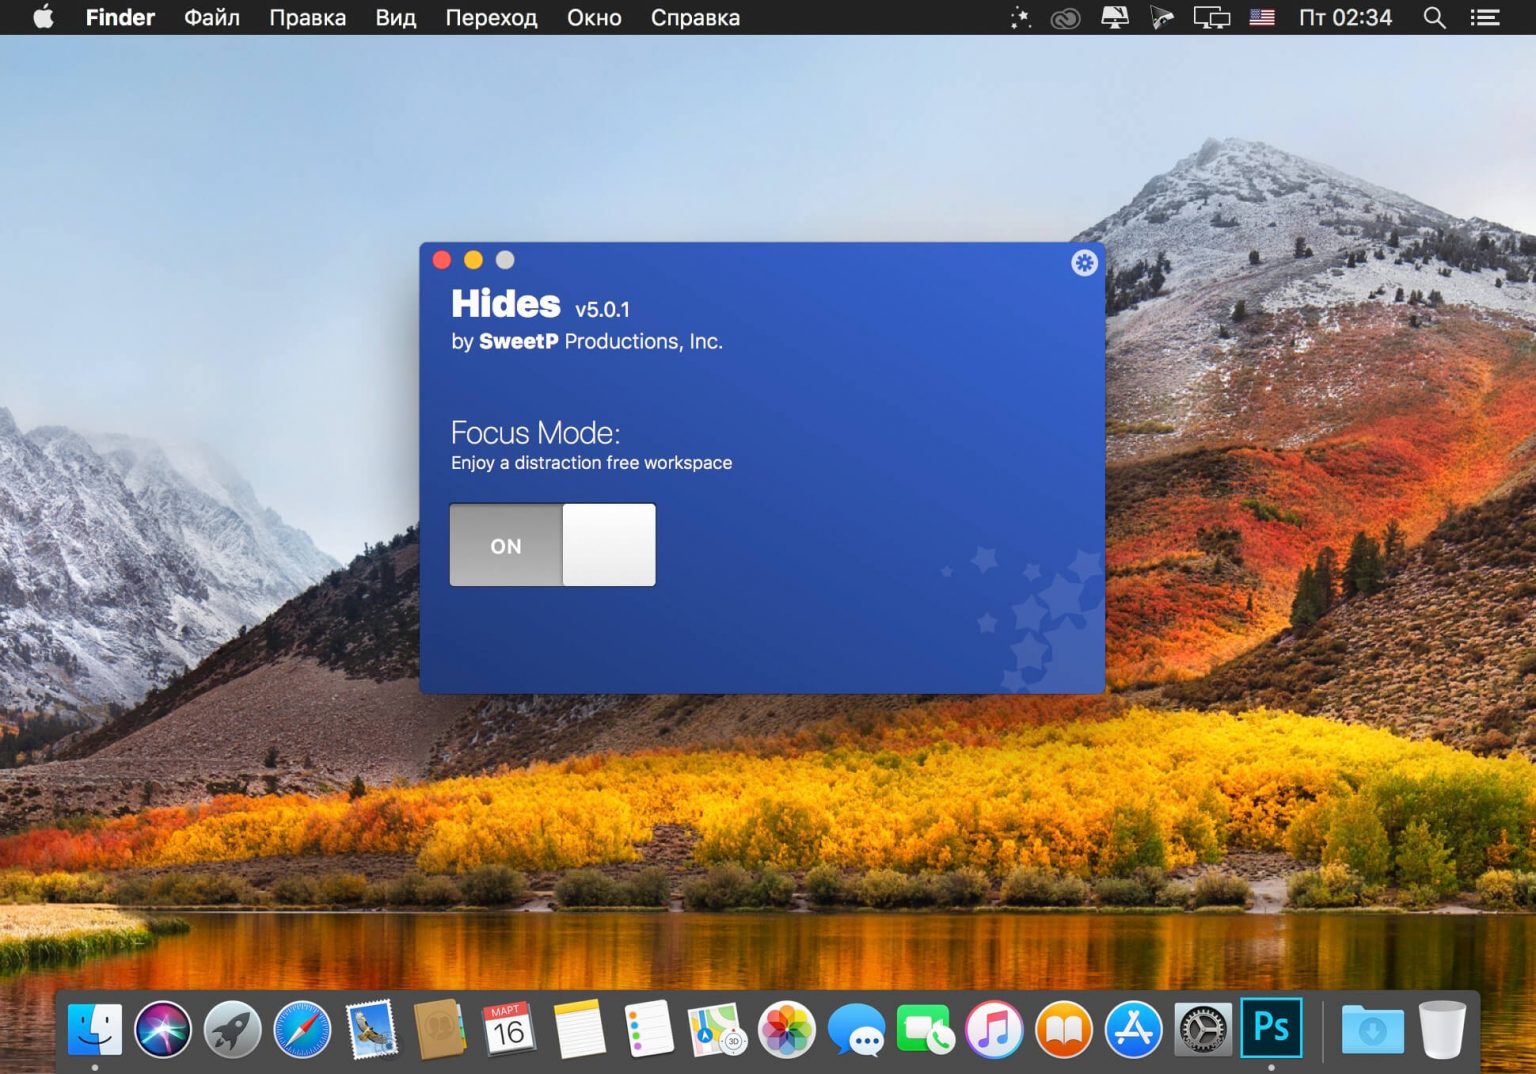 Finder Файл Правка Вид Переход Окно Справка Пт 02:34
Hides v5.0.1
by SweetP Productions, Inc.
Focus Mode:
Enjoy a distraction free workspace
ON
МАРТ
16
3D
Ps